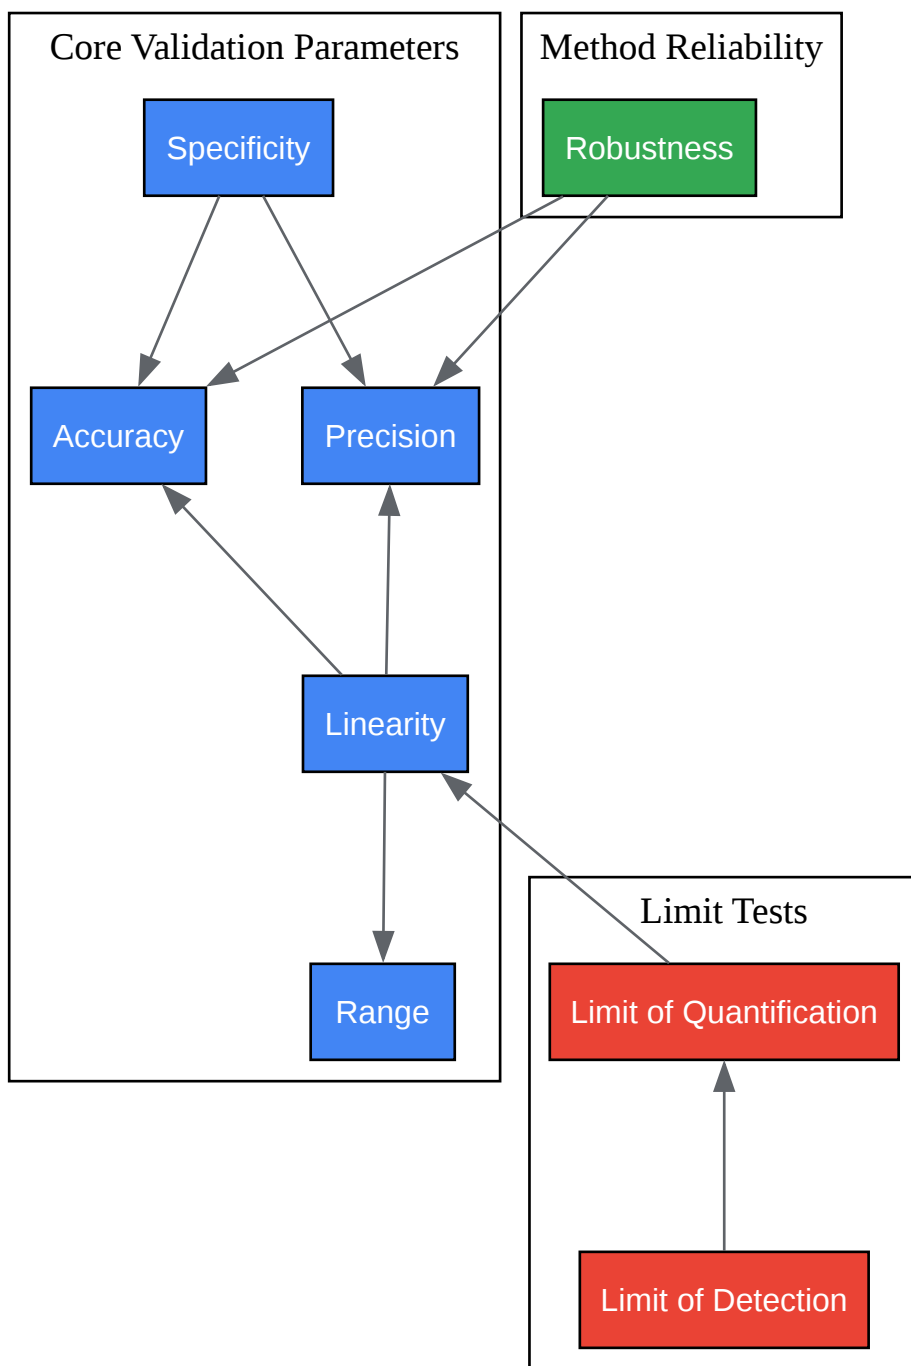 Core Validation Parameters
Method Reliability
Specificity
Robustness
Accuracy
Precision
Linearity
Limit Tests
Range
Limit of Quantification
Limit of Detection